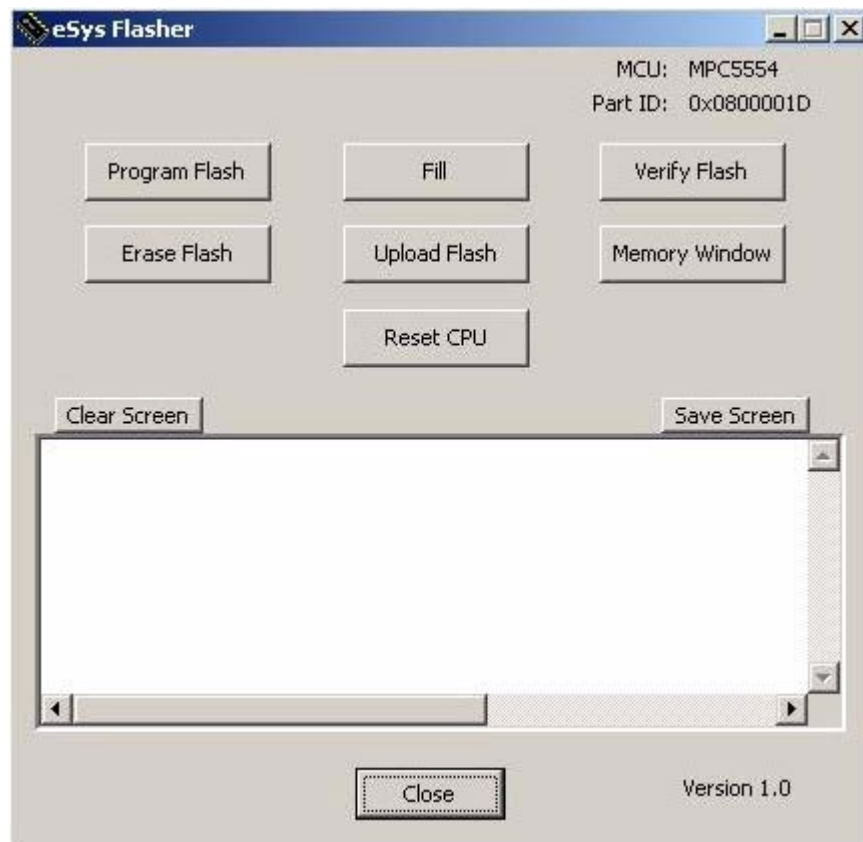 eSys Flasher
MCU: MPC5554
Part ID: 0x0800001D
Program Flash Fill Verify Flash
Erase Flash Upload Flash Memory Window
Reset CPU
Clear Screen Save Screen
Close Version 1.0